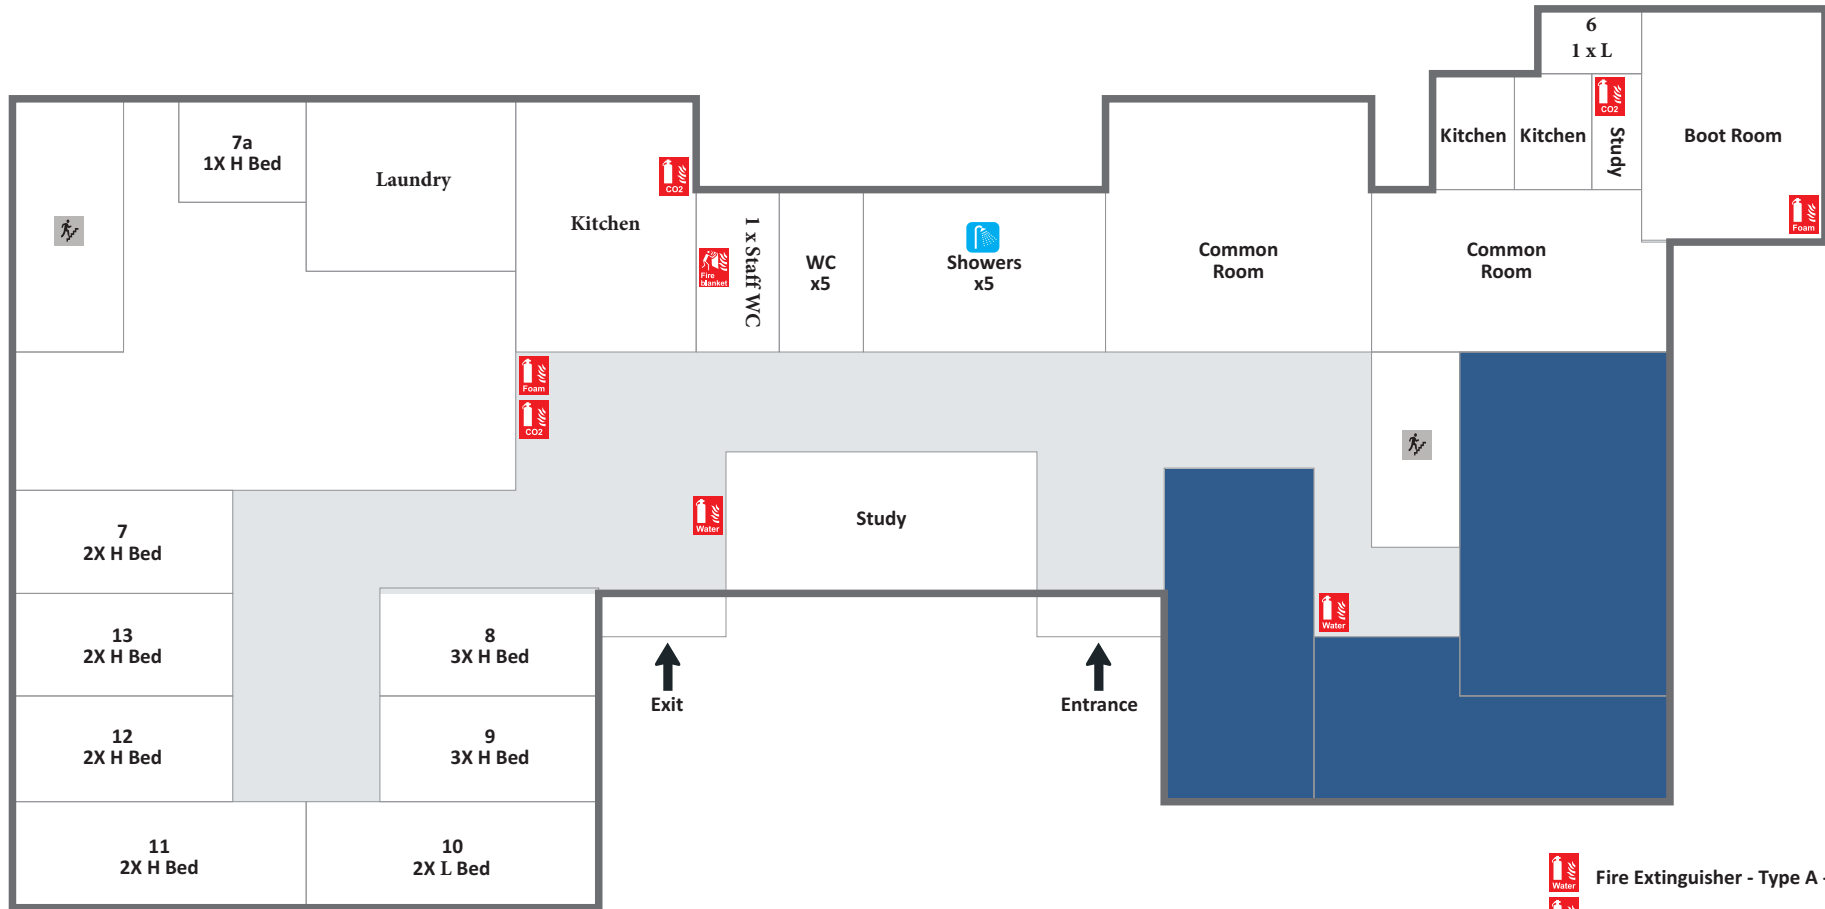 6
1 x L
CO2
Kitchen
Kitchen
Study
Boot Room
Foam
7a
1X H Bed
Laundry
Kitchen
CO2
Fire
blanket
1 x Staff WC
WC
x5
Showers
x5
Common
Room
Common
Room
Foam
CO2
Water
Study
7
2X H Bed
13
2X H Bed
8
3X H Bed
Water
12
2X H Bed
9
3X H Bed
Exit
Entrance
11
2X H Bed
10
2X L Bed
Water
Fire Extinguisher - Type A -